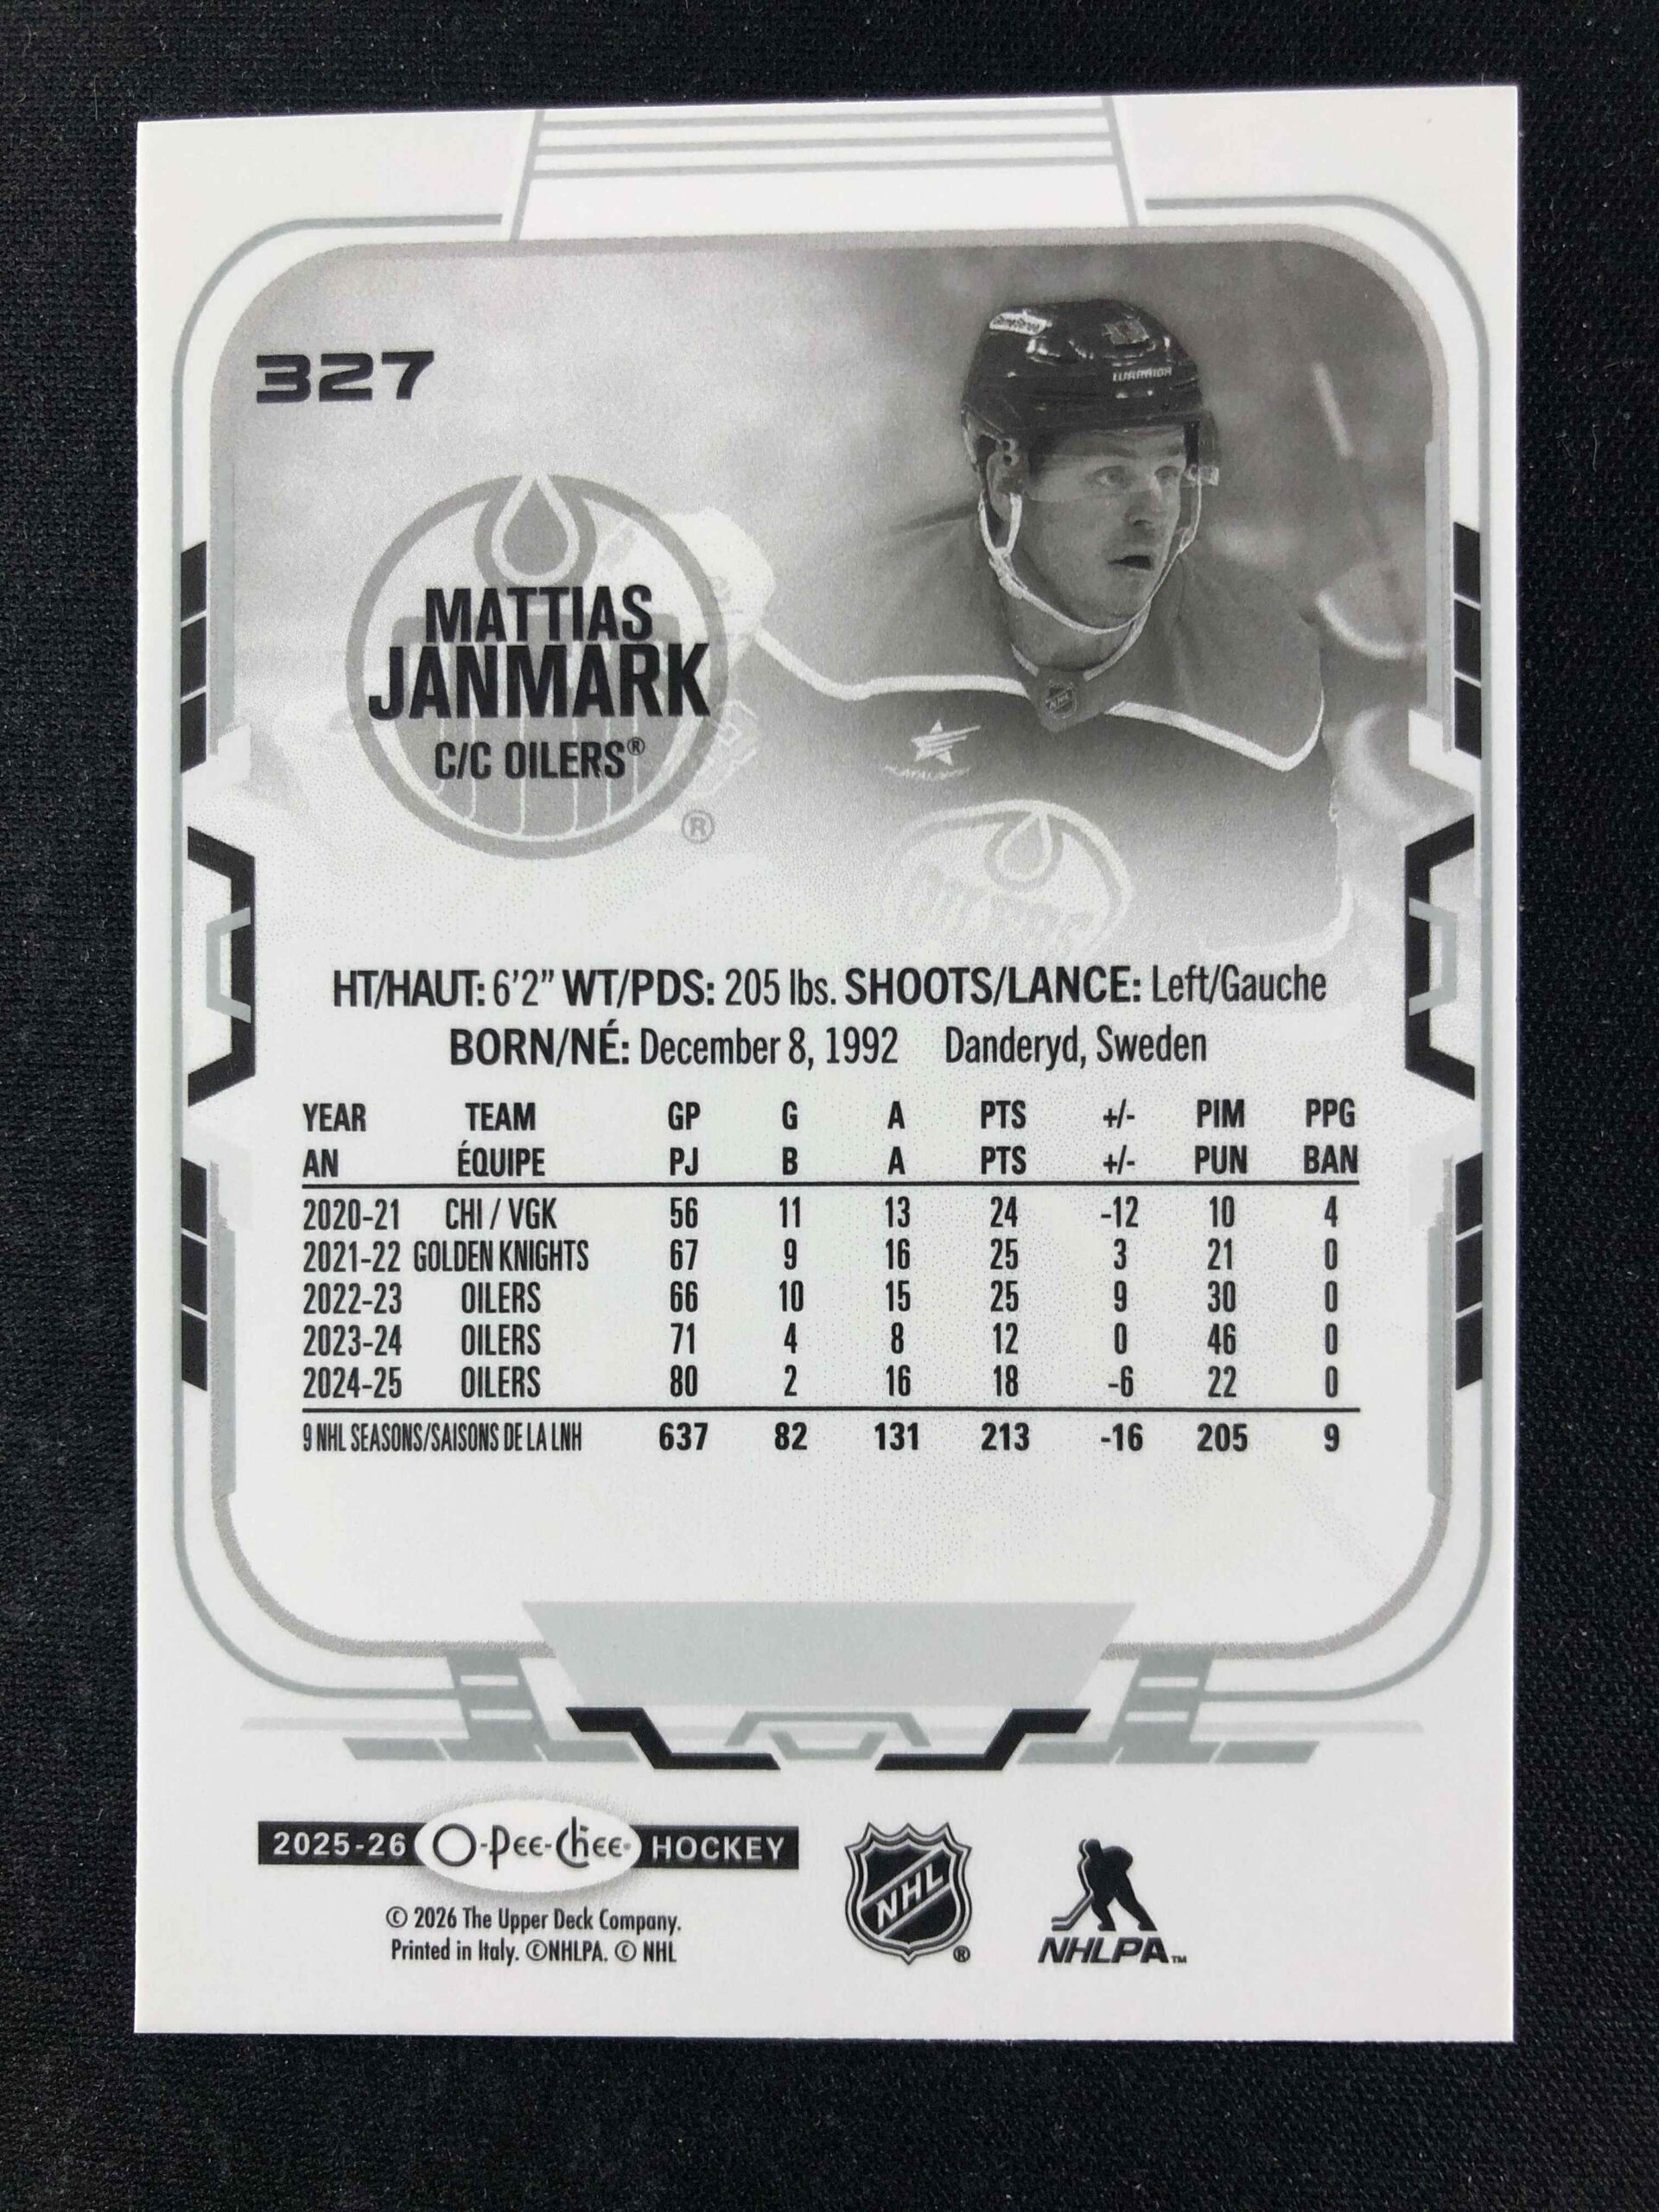 327
WARRIOR
MATTIAS
JANMARK
C/C OILERS®
®
OILERS
HT/HAUT: 6'2" WT/PDS: 205 lbs. SHOOTS/LANCE: Left/Gauche
BORN/NÉ: December 8, 1992 Danderyd, Sweden
YEAR TEAM GP G A PTS +/- PIM PPG
AN ÉQUIPE PJ B A PTS +/- PUN BAN
2020-21 CHI / VGK 56 11 13 24 -12 10 4
2021-22 GOLDEN KNIGHTS 67 9 16 25 3 21 0
2022-23 OILERS 66 10 15 25 9 30 0
2023-24 OILERS 71 4 8 12 0 46 0
2024-25 OILERS 80 2 16 18 -6 22 0
9 NHL SEASONS/SAISONS DE LA LNH 637 82 131 213 -16 205 9
2025-26 O-Pee-Chee® HOCKEY
© 2026 The Upper Deck Company.
Printed in Italy. ©NHLPA. © NHL
NHL ®
NHLPA™